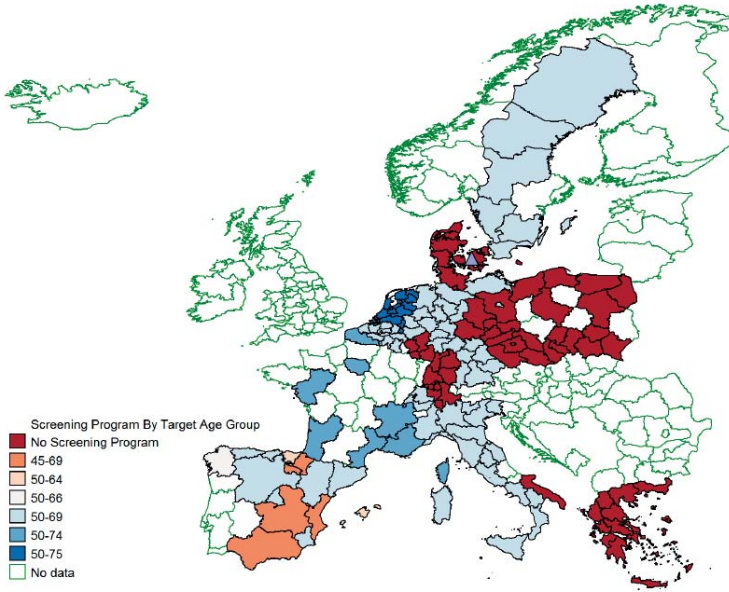 Screening Program By Target Age Group
No Screening Program
45-69
50-64
50-66
50-69
50-74
50-75
No data